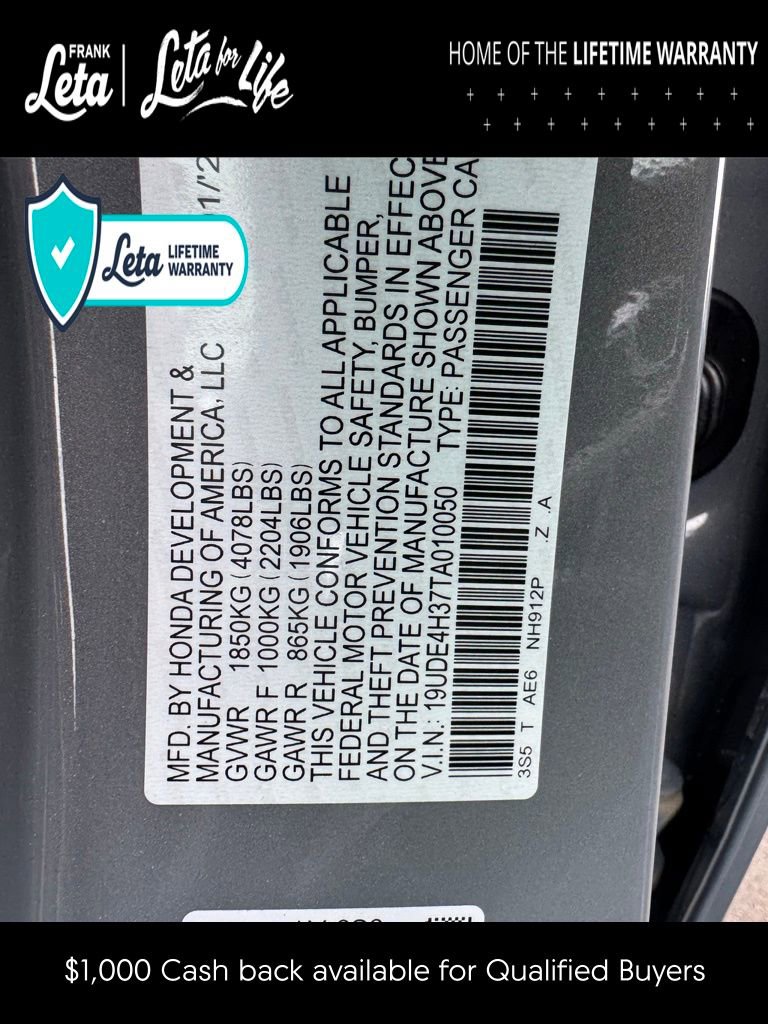 FRANK
Leta
Leta for Life
HOME OF THE LIFETIME WARRANTY
Leta LIFETIME
WARRANTY
MFD. BY HONDA DEVELOPMENT &
MANUFACTURING OF AMERICA, LLC
GVWR 1850KG (4078LBS)
GAWR F 1000KG (2204LBS)
GAWR R 865KG (1906LBS)
THIS VEHICLE CONFORMS TO ALL APPLICABLE
FEDERAL MOTOR VEHICLE SAFETY, BUMPER,
AND THEFT PREVENTION STANDARDS IN EFFEC
ON THE DATE OF MANUFACTURE SHOWN ABOVE
V.I.N.: 19UDE4H37TA010050 TYPE: PASSENGER CA
3S5 T AE6 NH912P .Z .A
$1,000 Cash back available for Qualified Buyers